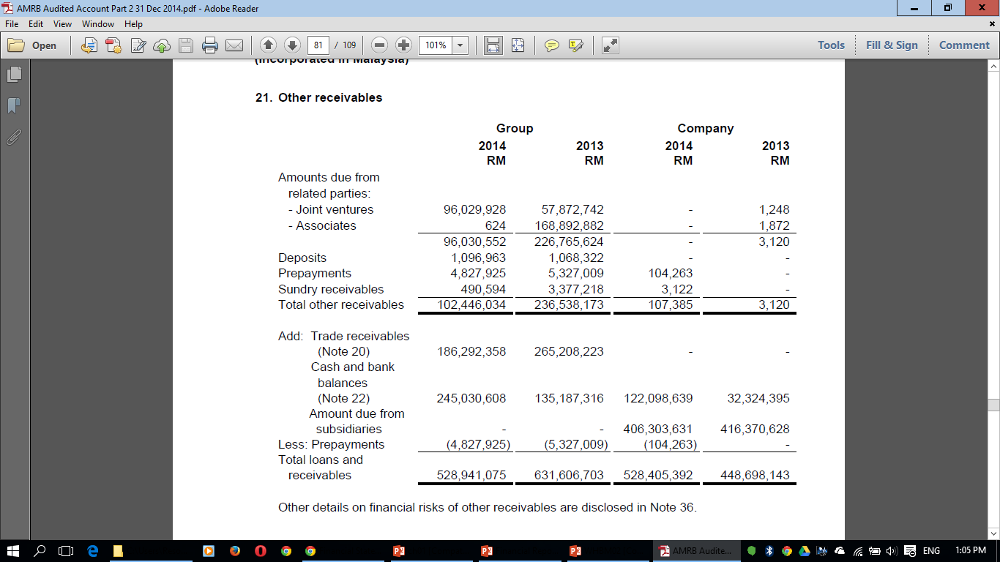 AMRB Audited Account Part 2 31 Dec 2014.pdf - Adobe Reader
File Edit View Window Help
Open 81 / 109 101% Tools Fill & Sign Comment
(Incorporated in Malaysia)
21. Other receivables
Group Company
2014 2013 2014 2013
RM RM RM RM
Amounts due from
related parties:
- Joint ventures 96,029,928 57,872,742 - 1,248
- Associates 624 168,892,882 - 1,872
96,030,552 226,765,624 - 3,120
Deposits 1,096,963 1,068,322 - -
Prepayments 4,827,925 5,327,009 104,263 -
Sundry receivables 490,594 3,377,218 3,122 -
Total other receivables 102,446,034 236,538,173 107,385 3,120
Add: Trade receivables
(Note 20) 186,292,358 265,208,223 - -
Cash and bank
balances
(Note 22) 245,030,608 135,187,316 122,098,639 32,324,395
Amount due from
subsidiaries - - 406,303,631 416,370,628
Less: Prepayments (4,827,925) (5,327,009) (104,263) -
Total loans and
receivables 528,941,075 631,606,703 528,405,392 448,698,143
Other details on financial risks of other receivables are disclosed in Note 36.
AMRB Audite... ENG 1:05 PM